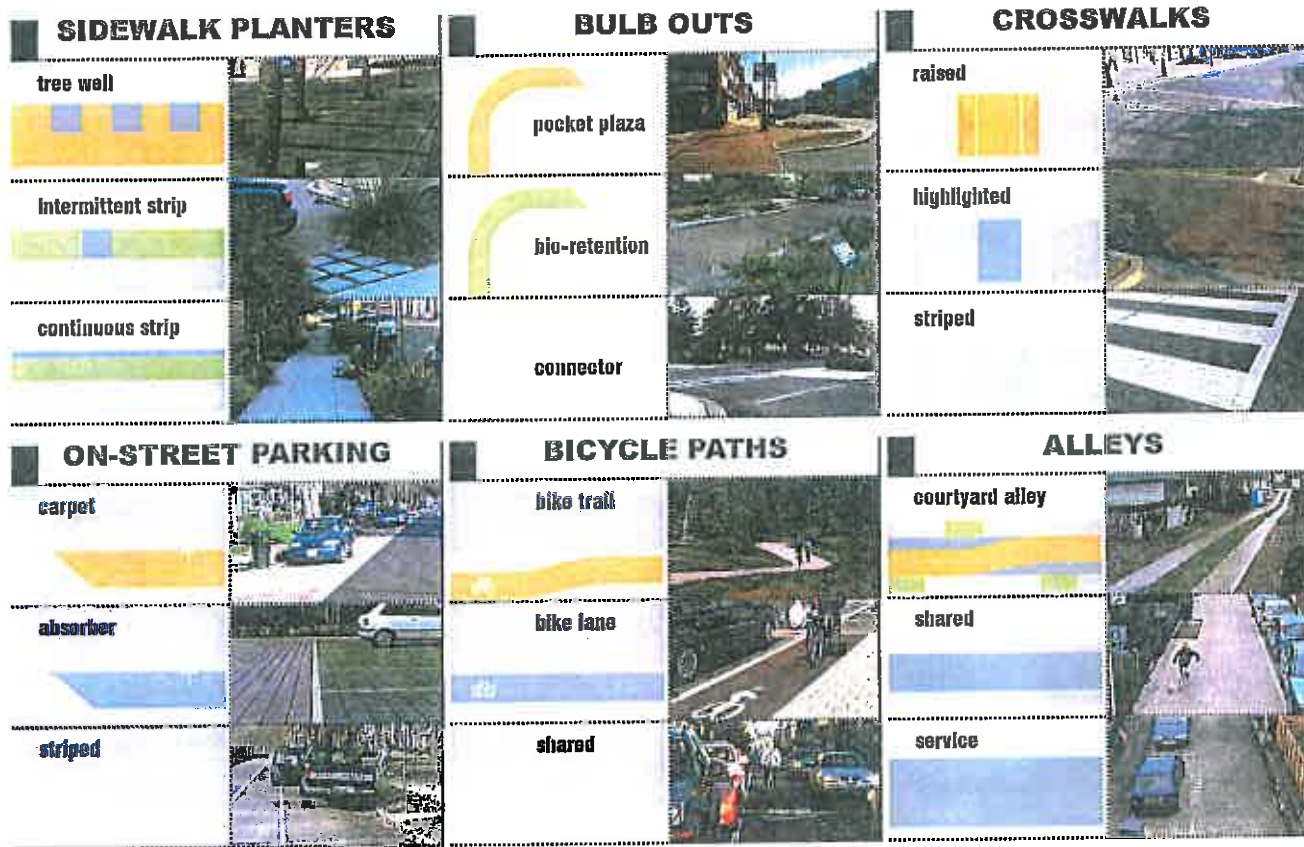 SIDEWALK PLANTERS
tree well
intermittent strip
continuous strip
BULB OUTS
pocket plaza
bio-retention
connector
CROSSWALKS
raised
highlighted
striped
ON-STREET PARKING
carpet
absorber
striped
BICYCLE PATHS
bike trail
bike lane
shared
ALLEYS
courtyard alley
shared
service